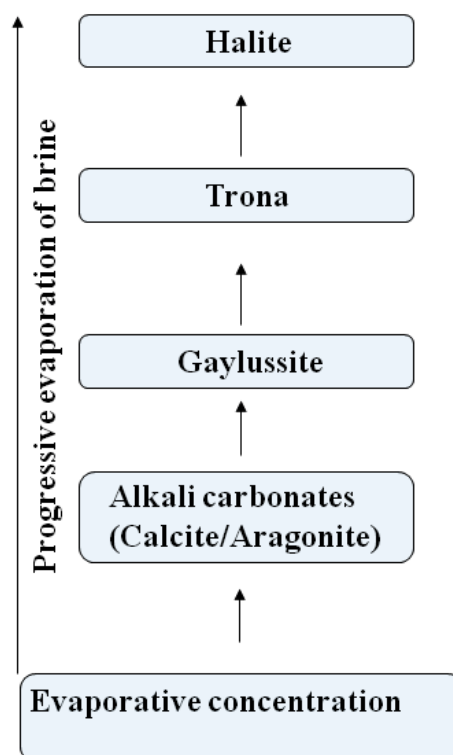 Halite
Trona
Gaylussite
Alkali carbonates
(Calcite/Aragonite)
Evaporative concentration
Progressive evaporation of brine